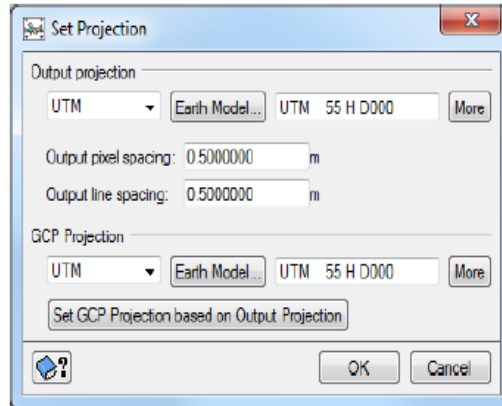 Set Projection
Output projection
UTM Earth Model... UTM 55 H D000 More
Output pixel spacing: 0.5000000 m
Output line spacing: 0.5000000 m
GCP Projection
UTM Earth Model... UTM 55 H D000 More
Set GCP Projection based on Output Projection
? OK Cancel